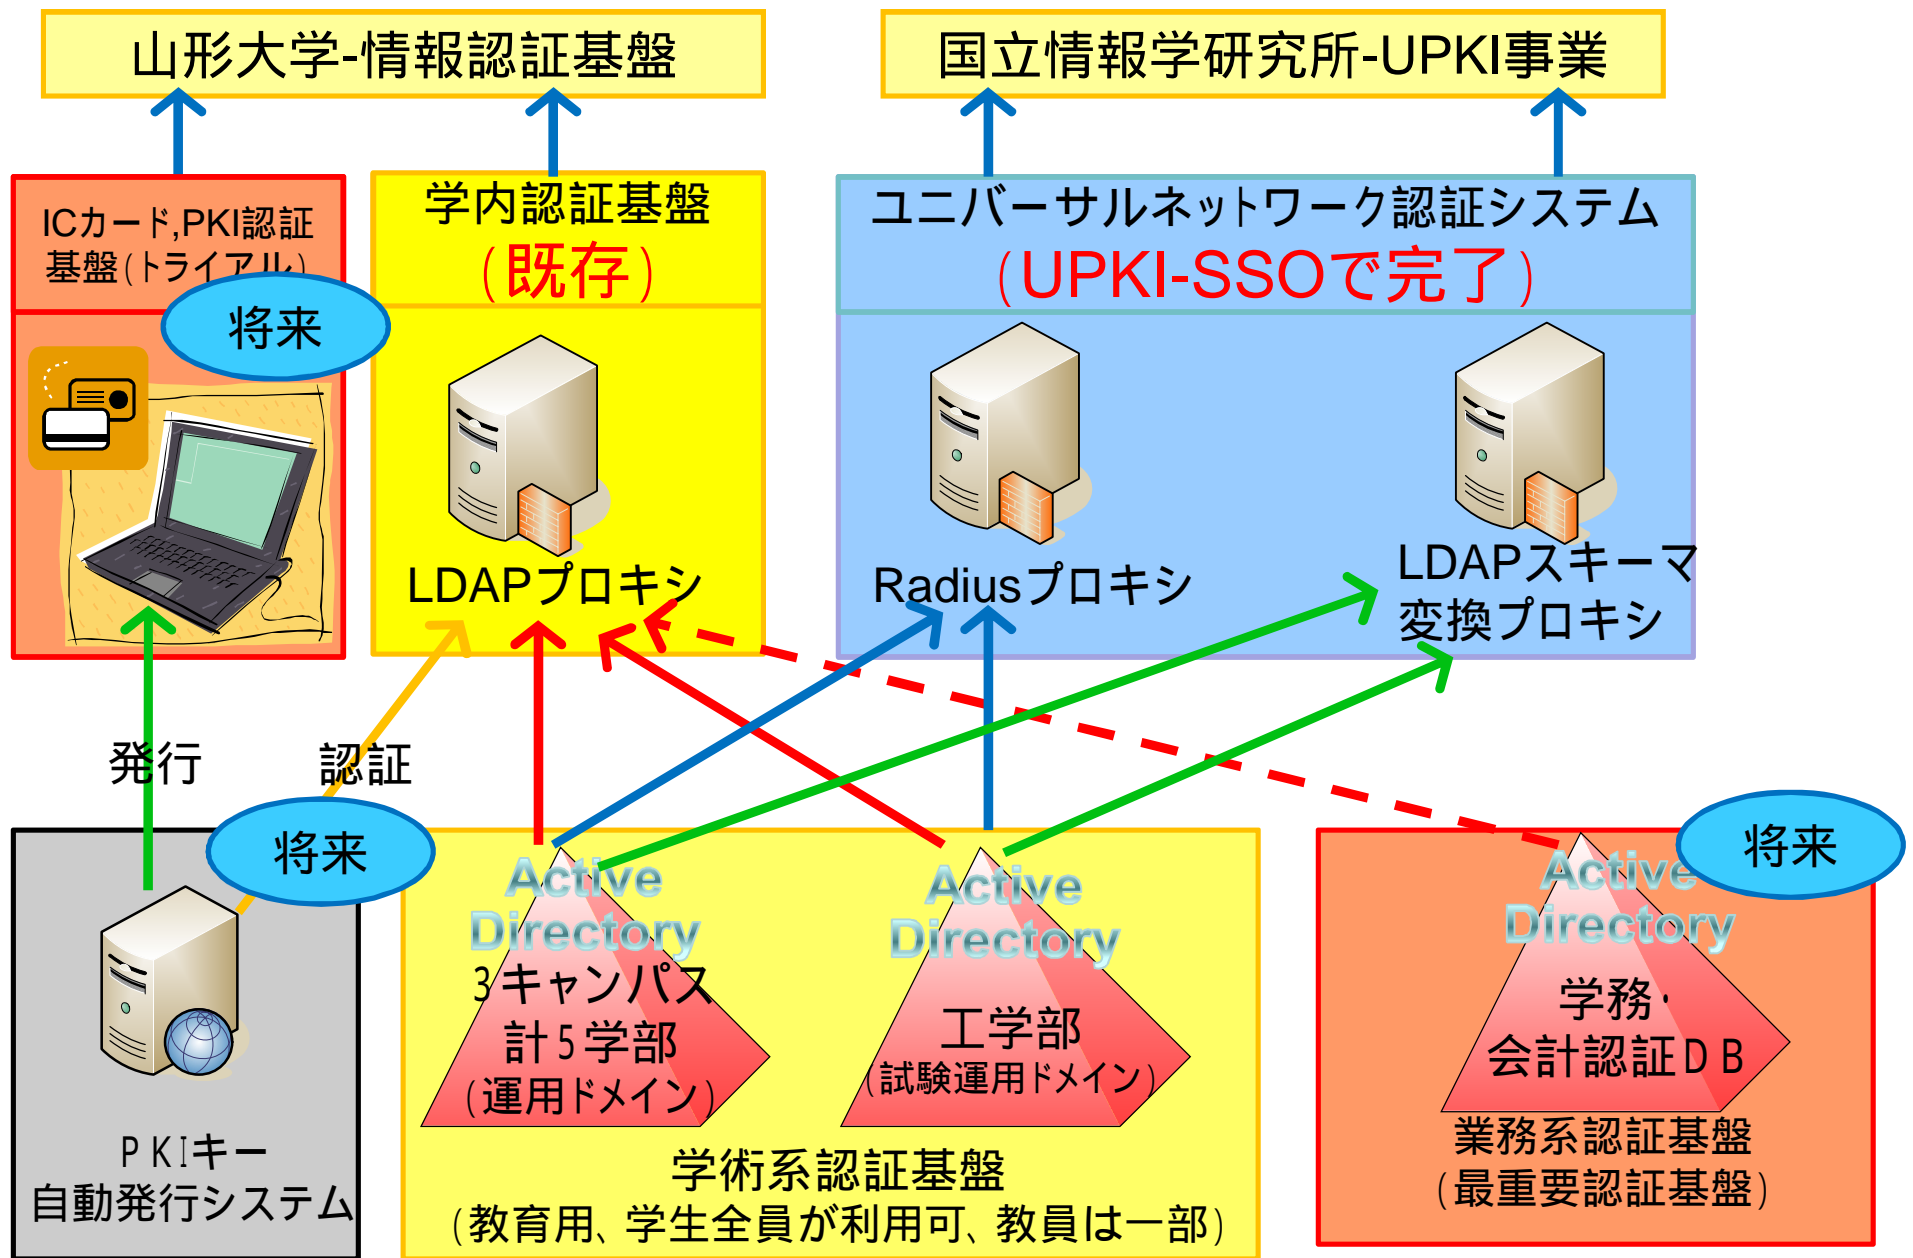 山形大学-情報認証基盤
国立情報学研究所-UPKI事業
ICカード,PKI認証
基盤(トライアル)
将来
学内認証基盤
(既存)
LDAPプロキシ
ユニバーサルネットワーク認証システム
(UPKI-SSOで完了)
Radiusプロキシ
LDAPスキーマ
変換プロキシ
発行
認証
将来
PKIキー
自動発行システム
Active
Directory
3キャンパス
計5学部
(運用ドメイン)
Active
Directory
工学部
(試験運用ドメイン)
学術系認証基盤
(教育用、学生全員が利用可、教員は一部)
将来
Active
Directory
学務・
会計認証DB
業務系認証基盤
(最重要認証基盤)